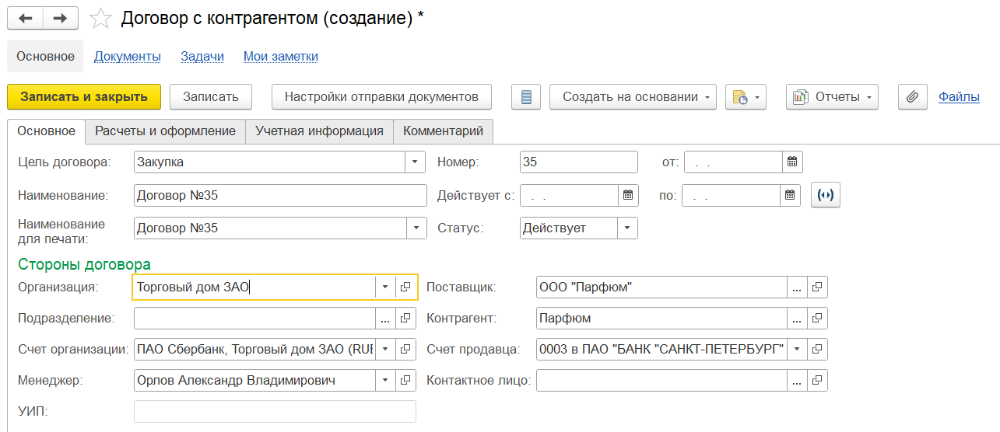 Договор с контрагентом (создание) *
Основное Документы Задачи Мои заметки
Записать и закрыть Записать Настройки отправки документов Создать на основании Отчеты Файлы
Основное Расчеты и оформление Учетная информация Комментарий
Цель договора: Закупка Номер: 35 от: . .
Наименование: Договор №35 Действует с: . . по: . .
Наименование
для печати: Договор №35 Статус: Действует
Стороны договора
Организация: Торговый дом ЗАО Поставщик: ООО "Парфюм" ...
Подразделение: ... Контрагент: Парфюм ...
Счет организации: ПАО Сбербанк, Торговый дом ЗАО (RUB Счет продавца: 0003 в ПАО "БАНК "САНКТ-ПЕТЕРБУРГ"
Менеджер: Орлов Александр Владимирович Контактное лицо: ...
УИП: